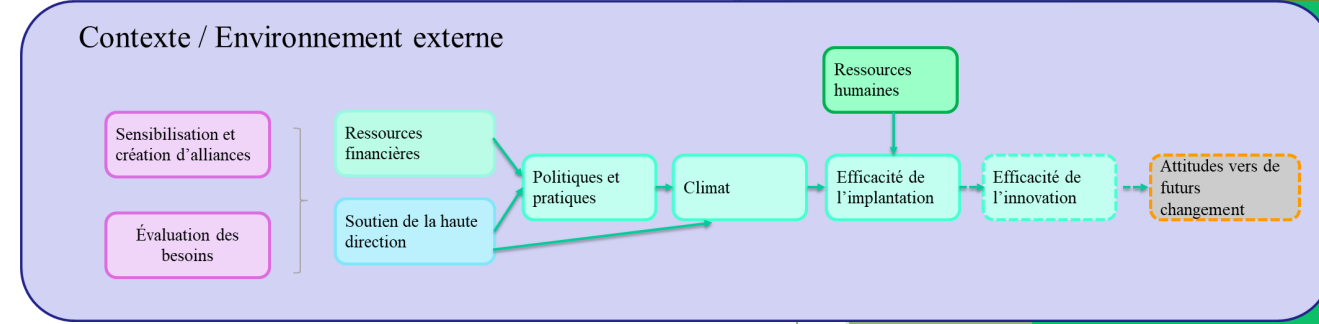 Contexte / Environnement externe
Ressources
humaines
Sensibilisation et
création d’alliances
Ressources
financières
Politiques et
pratiques
Climat
Efficacité de
l’implantation
Efficacité de
l’innovation
Attitudes vers de
futurs
changement
Évaluation des
besoins
Soutien de la haute
direction